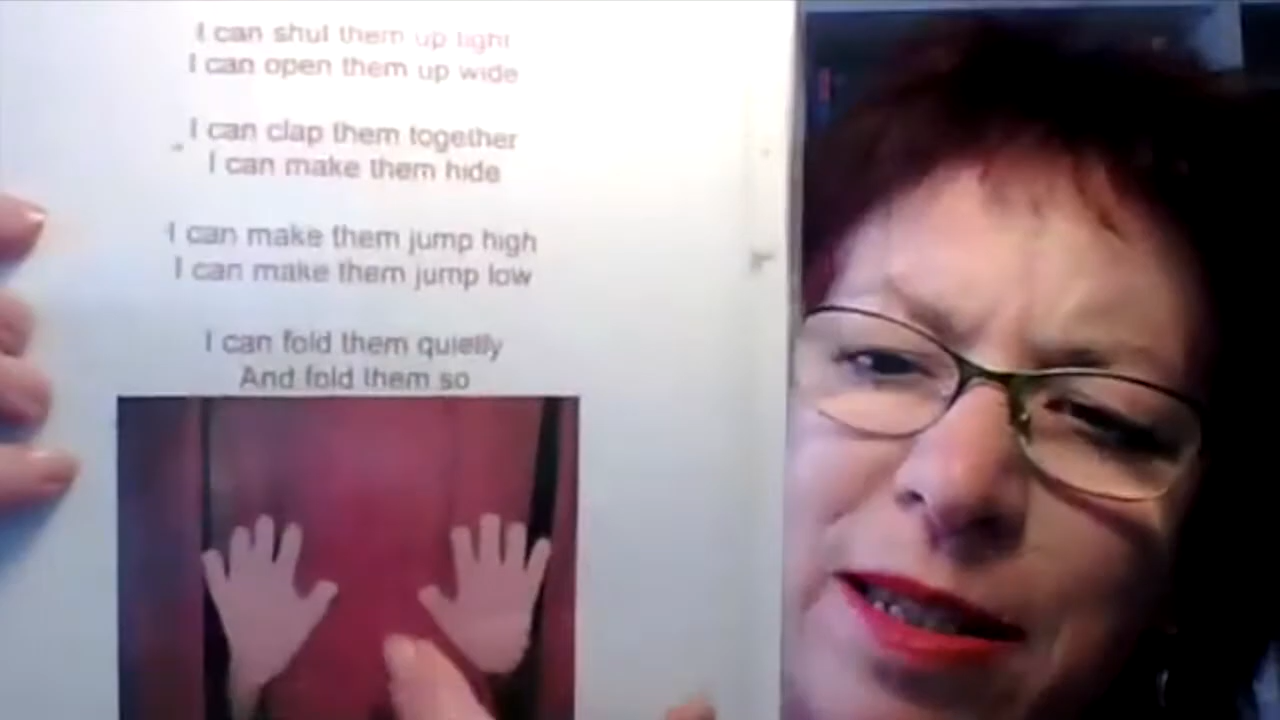 I can shut them up tight
I can open them up wide
I can clap them together
I can make them hide
I can make them jump high
I can make them jump low
I can fold them quietly
And fold them so